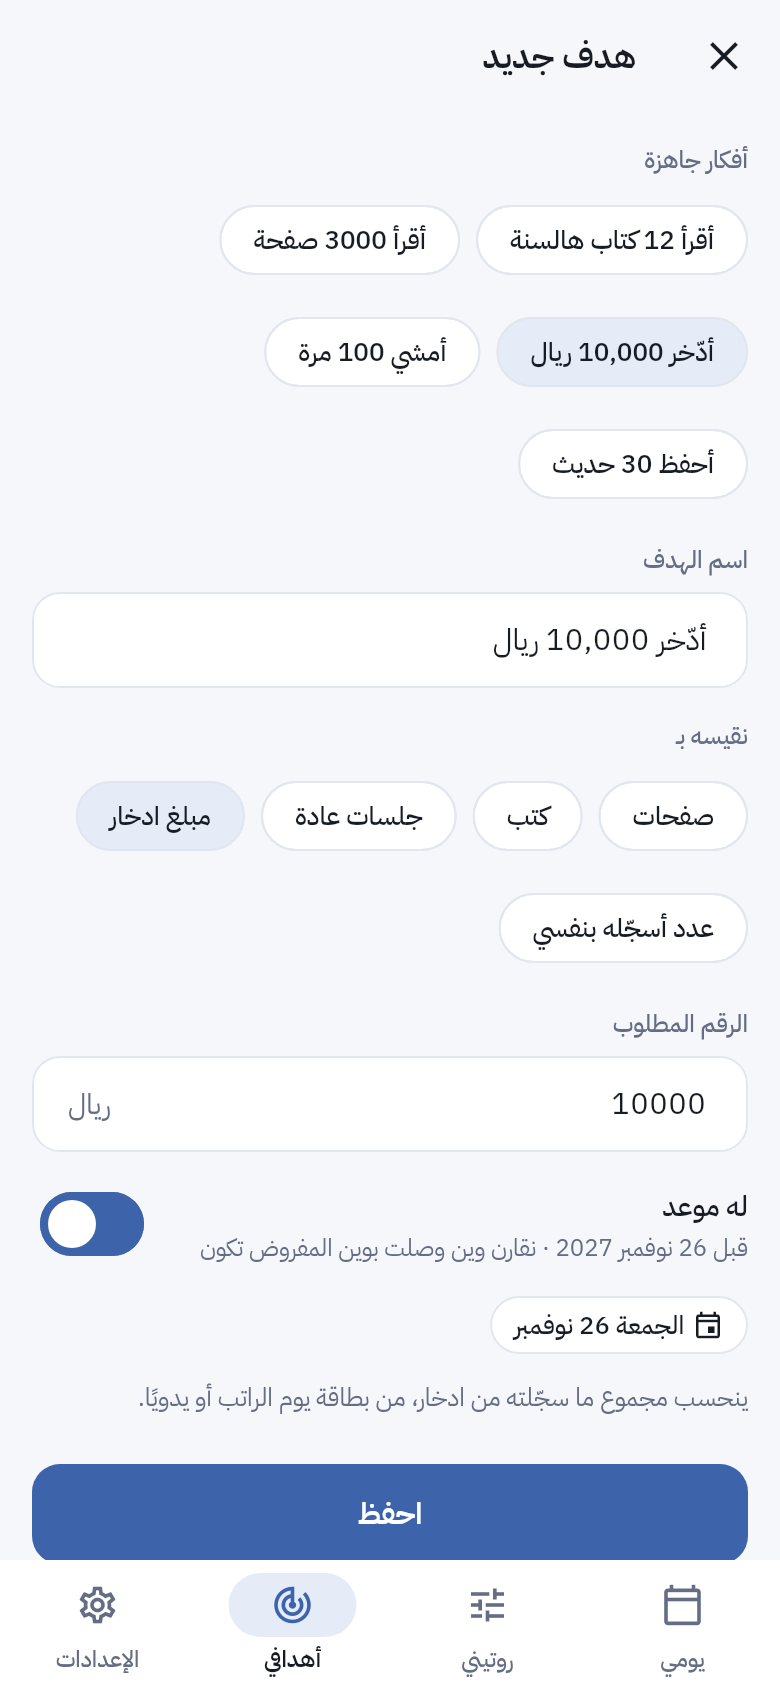 هدف جديد
أفكار جاهزة
أقرأ 12 كتاب هالسنة
أقرأ 3000 صفحة
أدّخر 10,000 ريال
أمشي 100 مرة
أحفظ 30 حديث
اسم الهدف
أدّخر 10,000 ريال
نقيسه بـ
صفحات
كتب
جلسات عادة
مبلغ ادخار
عدد أسجّله بنفسي
الرقم المطلوب
10000 ريال
له موعد
قبل 26 نوفمبر 2027 · نقارن وين وصلت بوين المفروض تكون
الجمعة 26 نوفمبر
ينحسب مجموع ما سجّلته من ادخار، من بطاقة يوم الراتب أو يدويًا.
احفظ
يومي
روتيني
أهدافي
الإعدادات